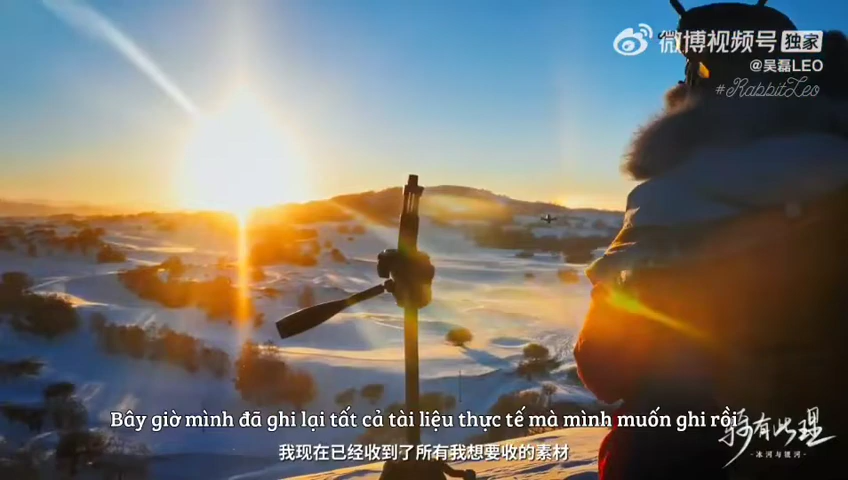 微博视频号 独家
@吴磊LEO
#RabbitLeo
Bây giờ mình đã ghi lại tất cả tài liệu thực tế mà mình muốn ghi rồi
我现在已经收到了所有我想要收的素材
有此理
-冰河与银河-